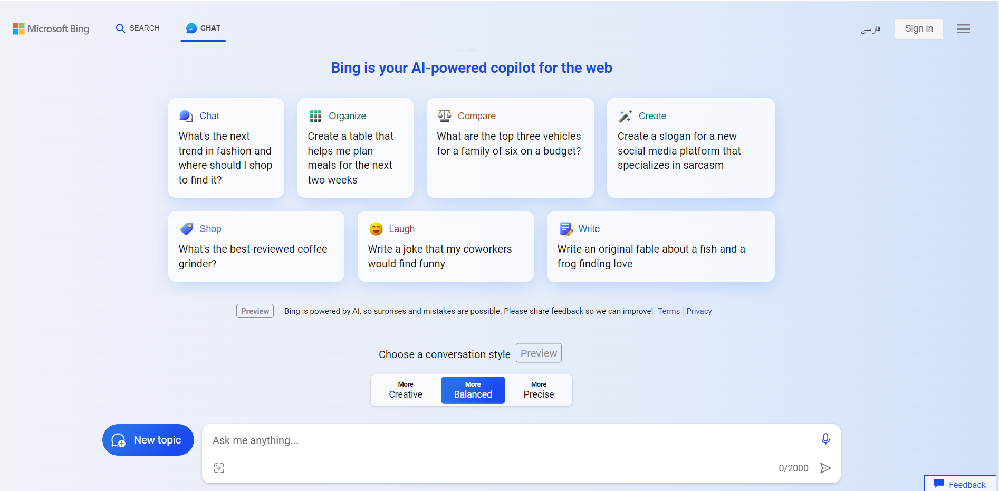 Microsoft Bing
SEARCH
CHAT
فارسی
Sign in
Bing is your AI-powered copilot for the web
Chat
What's the next
trend in fashion and
where should I shop
to find it?
Organize
Create a table that
helps me plan
meals for the next
two weeks
Compare
What are the top three vehicles
for a family of six on a budget?
Create
Create a slogan for a new
social media platform that
specializes in sarcasm
Shop
What's the best-reviewed coffee
grinder?
Laugh
Write a joke that my coworkers
would find funny
Write
Write an original fable about a fish and a
frog finding love
Preview
Bing is powered by AI, so surprises and mistakes are possible. Please share feedback so we can improve! Terms Privacy
Choose a conversation style Preview
More
Creative
More
Balanced
More
Precise
New topic
Ask me anything...
0/2000
Feedback